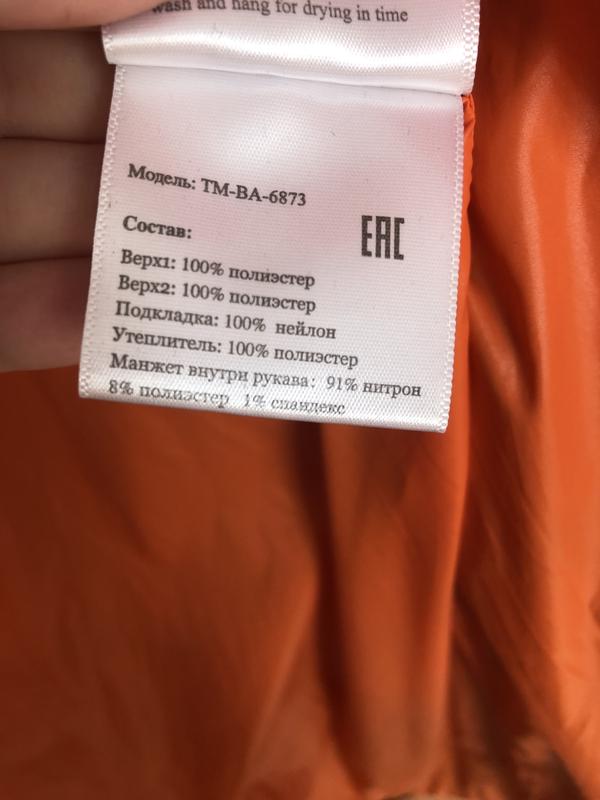 wash and hang for drying in time
Модель: TM-BA-6873
Состав:
EAC
Верх1: 100% полиэстер
Верх2: 100% полиэстер
Подкладка: 100% нейлон
Утеплитель: 100% полиэстер
Манжет внутри рукава: 91% нитрон
8% полиэстер 1% спандекс